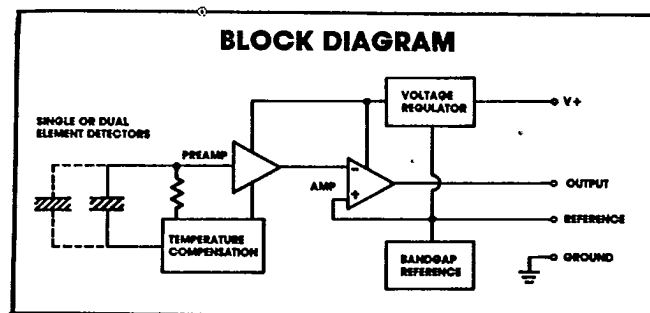 BLOCK DIAGRAM
SINGLE OR DUAL
ELEMENT DETECTORS
PREAMP
VOLTAGE
REGULATOR
V+
−
AMP
+
OUTPUT
REFERENCE
TEMPERATURE
COMPENSATION
BANDGAP
REFERENCE
GROUND